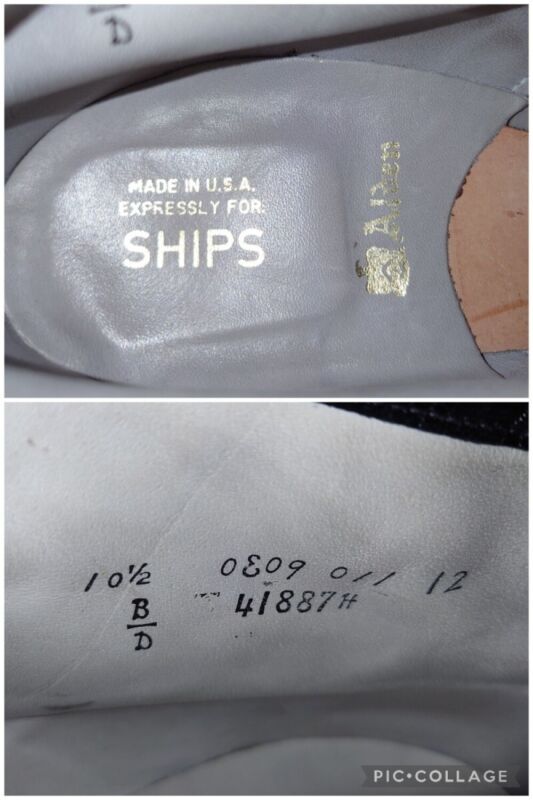 D
MADE IN U.S.A.
EXPRESSLY FOR:
SHIPS
Alden
10½ 0309 011 12
B 41887H
D
PIC•COLLAGE